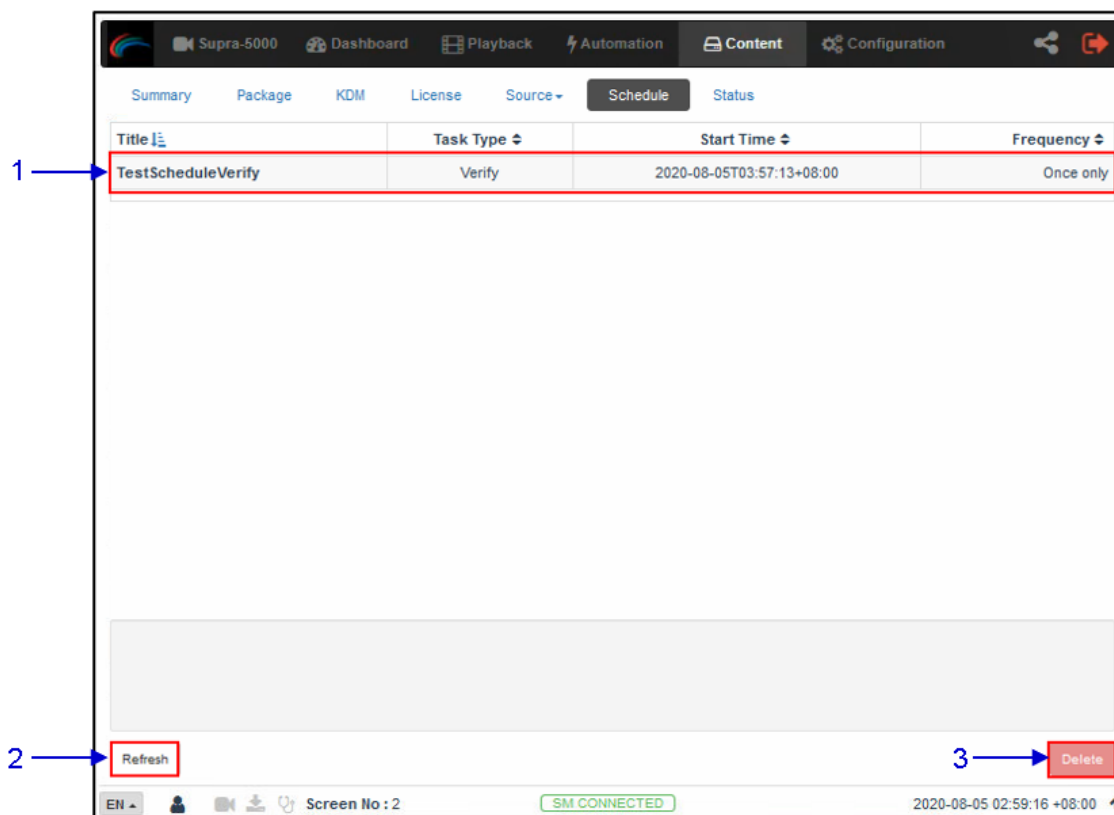 Supra-5000 Dashboard Playback Automation Content Configuration
Summary Package KDM License Source Schedule Status
Title Task Type Start Time Frequency
1 TestScheduleVerify Verify 2020-08-05T03:57:13+08:00 Once only
2 Refresh 3 Delete
EN Screen No : 2 SM CONNECTED 2020-08-05 02:59:16 +08:00